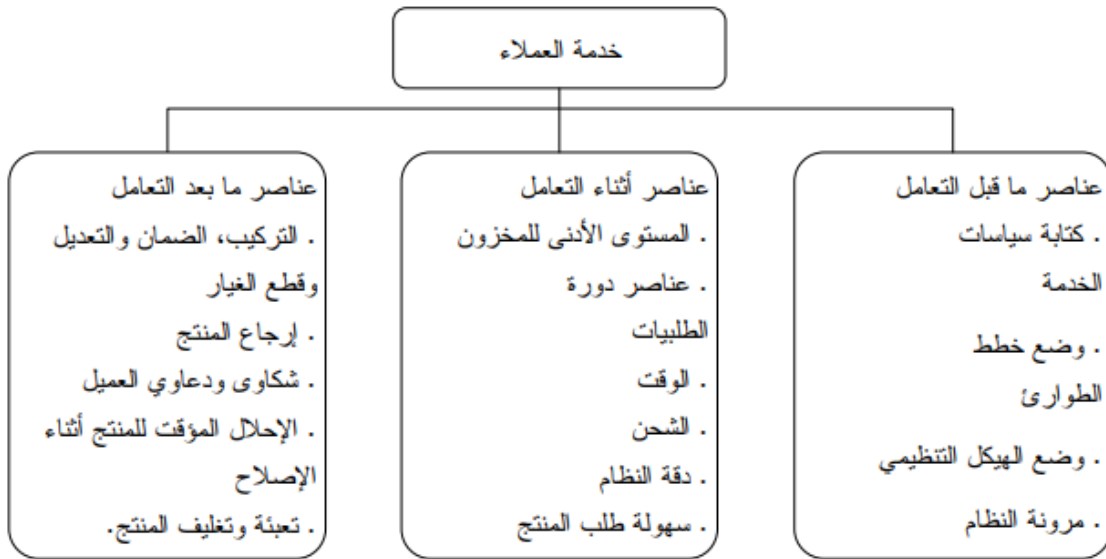 خدمة العملاء
عناصر ما قبل التعامل
. كتابة سياسات
الخدمة
. وضع خطط
الطوارئ
. وضع الهيكل التنظيمي
. مرونة النظام
عناصر أثناء التعامل
. المستوى الأدنى للمخزون
. عناصر دورة
الطلبيات
. الوقت
. الشحن
. دقة النظام
. سهولة طلب المنتج
عناصر ما بعد التعامل
. التركيب، الضمان والتعديل
وقطع الغيار
. إرجاع المنتج
. شكاوى ودعاوي العميل
. الإحلال المؤقت للمنتج أثناء
الإصلاح
. تعبئة وتغليف المنتج.